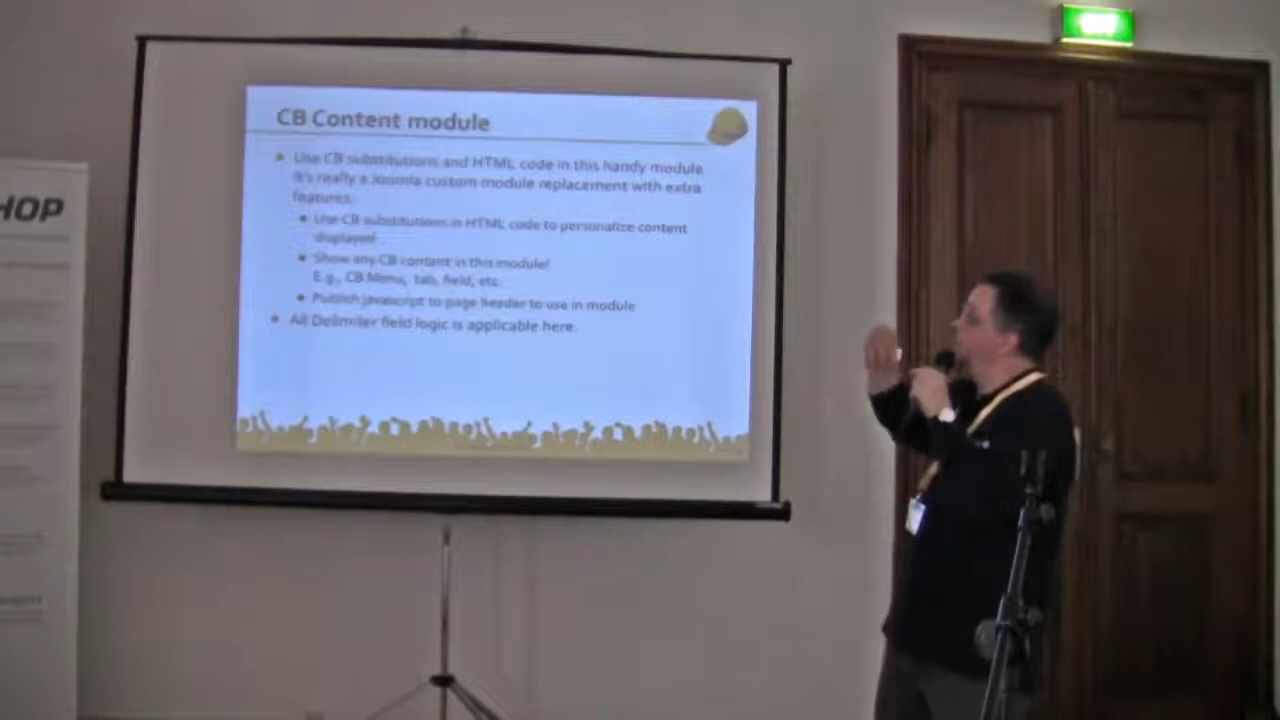 CB Content module
Use CB substitutions and HTML code in this handy module
It's really a Joomla custom module replacement with extra
features:
Use CB substitutions in HTML code to personalize content
displayed
Show any CB content in this module!
E.g., CB Menu, tab, field, etc.
Publish javascript to page header to use in module
All Delimiter field logic is applicable here.
HOP